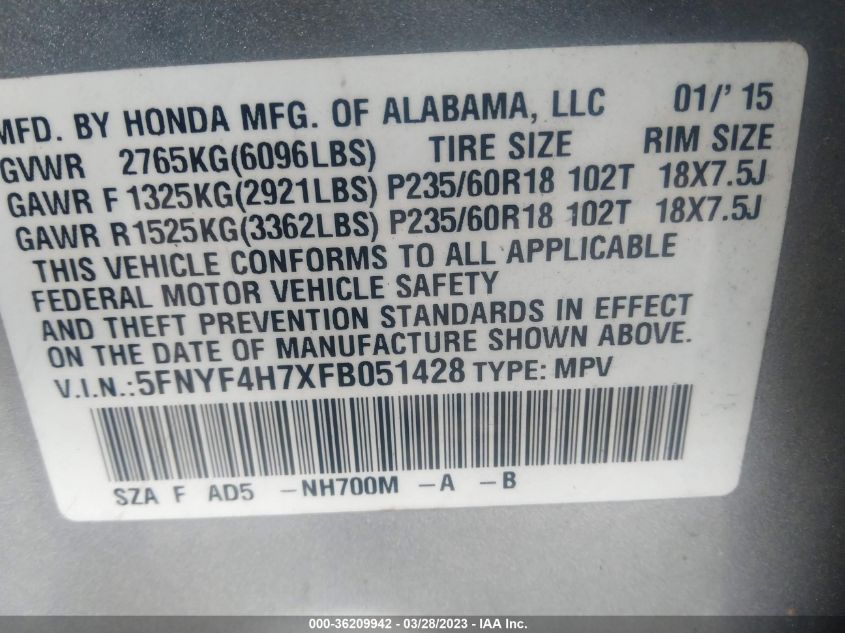 MFD. BY HONDA MFG. OF ALABAMA, LLC 01/'15
GVWR 2765KG(6096LBS) TIRE SIZE RIM SIZE
GAWR F 1325KG(2921LBS) P235/60R18 102T 18X7.5J
GAWR R1525KG(3362LBS) P235/60R18 102T 18X7.5J
THIS VEHICLE CONFORMS TO ALL APPLICABLE
FEDERAL MOTOR VEHICLE SAFETY
AND THEFT PREVENTION STANDARDS IN EFFECT
ON THE DATE OF MANUFACTURE SHOWN ABOVE.
V.I.N.:5FNYF4H7XFB051428 TYPE: MPV
SZA F AD5 -NH700M -A -B
000-36209942 - 03/28/2023 - IAA Inc.